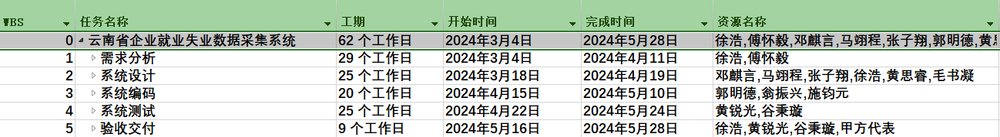 WBS 任务名称 工期 开始时间 完成时间 资源名称
0 云南省企业就业失业数据采集系统 62 个工作日 2024年3月4日 2024年5月28日 徐浩,傅怀毅,邓麒言,马翊程,张子翔,郭明德,黄思
1 需求分析 29 个工作日 2024年3月4日 2024年4月11日 徐浩,傅怀毅
2 系统设计 25 个工作日 2024年3月18日 2024年4月19日 邓麒言,马翊程,张子翔,徐浩,黄思睿,毛书凝
3 系统编码 20 个工作日 2024年4月15日 2024年5月10日 郭明德,翁振兴,施钧元
4 系统测试 25 个工作日 2024年4月22日 2024年5月24日 黄锐光,谷秉璇
5 验收交付 9 个工作日 2024年5月16日 2024年5月28日 徐浩,黄锐光,谷秉璇,甲方代表